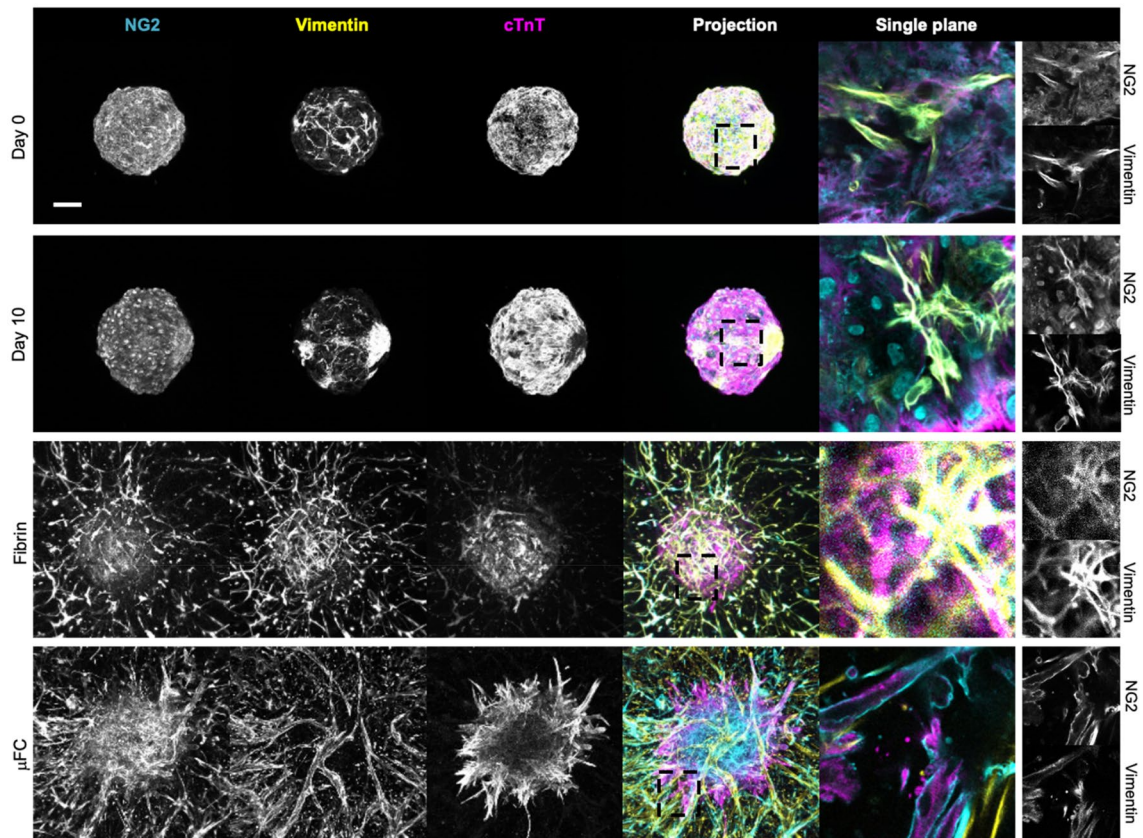 NG2 Vimentin cTnT Projection Single plane
Day 0
NG2
Vimentin
Day 10
NG2
Vimentin
Fibrin
NG2
Vimentin
μFC
NG2
Vimentin